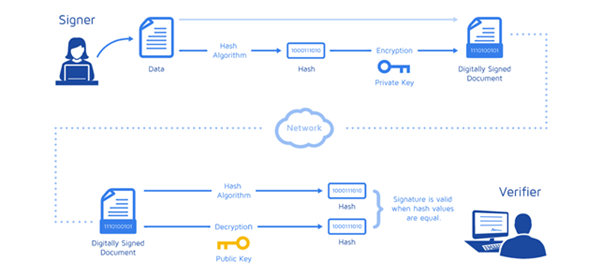 Signer
Data
Hash
Algorithm
1000111010
Hash
Encryption
Private Key
1110100101
Digitally Signed
Document
Network
1110100101
Digitally Signed
Document
Hash
Algorithm
1000111010
Hash
Decryption
Public Key
1000111010
Hash
Signature is valid
when hash values
are equal.
Verifier